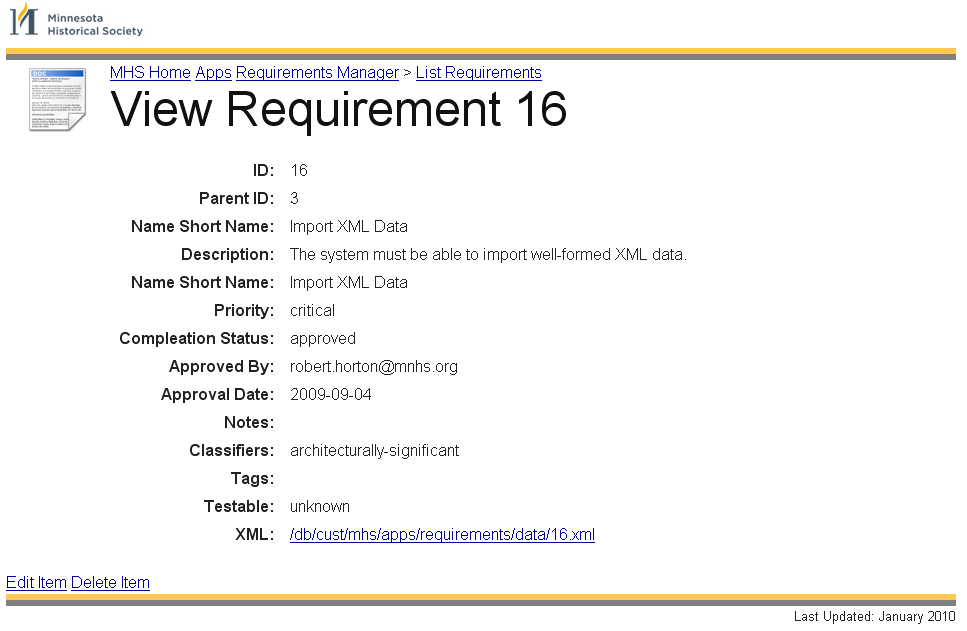 Minnesota
Historical Society
DOC
MHS Home Apps Requirements Manager > List Requirements
View Requirement 16
ID: 16
Parent ID: 3
Name Short Name: Import XML Data
Description: The system must be able to import well-formed XML data.
Name Short Name: Import XML Data
Priority: critical
Compleation Status: approved
Approved By: robert.horton@mnhs.org
Approval Date: 2009-09-04
Notes:
Classifiers: architecturally-significant
Tags:
Testable: unknown
XML: /db/cust/mhs/apps/requirements/data/16.xml
Edit Item Delete Item
Last Updated: January 2010